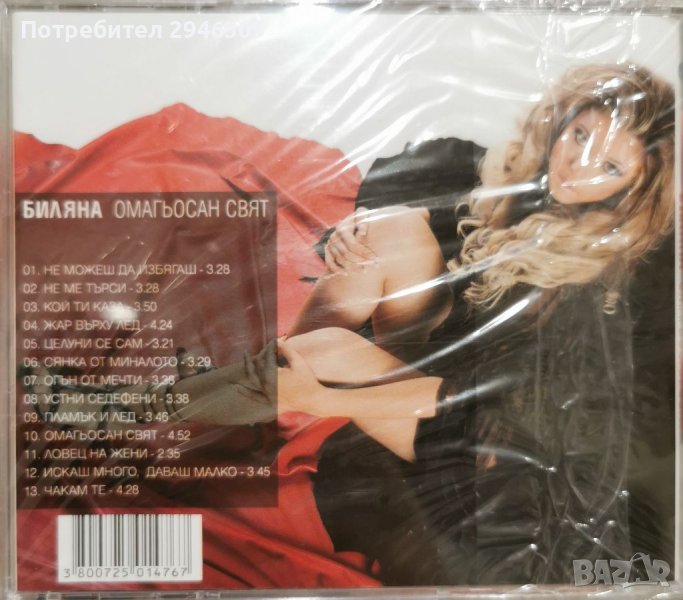 Потребител 294630
БИЛЯНА ОМАГЬОСАН СВЯТ
01. НЕ МОЖЕШ ДА ИЗБЯГАШ - 3.28
02. НЕ МЕ ТЪРСИ - 3.28
03. КОЙ ТИ КАЗА - 3.50
04. ЖАР ВЪРХУ ЛЕД - 4.24
05. ЦЕЛУНИ СЕ САМ - 3.21
06. СЯНКА ОТ МИНАЛОТО - 3.29
07. ОГЪН ОТ МЕЧТИ - 3.38
08. УСТНИ СЕДЕФЕНИ - 3.38
09. ПЛАМЪК И ЛЕД - 3.46
10. ОМАГЬОСАН СВЯТ - 4.52
11. ЛОВЕЦ НА ЖЕНИ - 2.35
12. ИСКАШ МНОГО, ДАВАШ МАЛКО - 3.45
13. ЧАКАМ ТЕ - 4.28
3 800725 014767
BAZAR